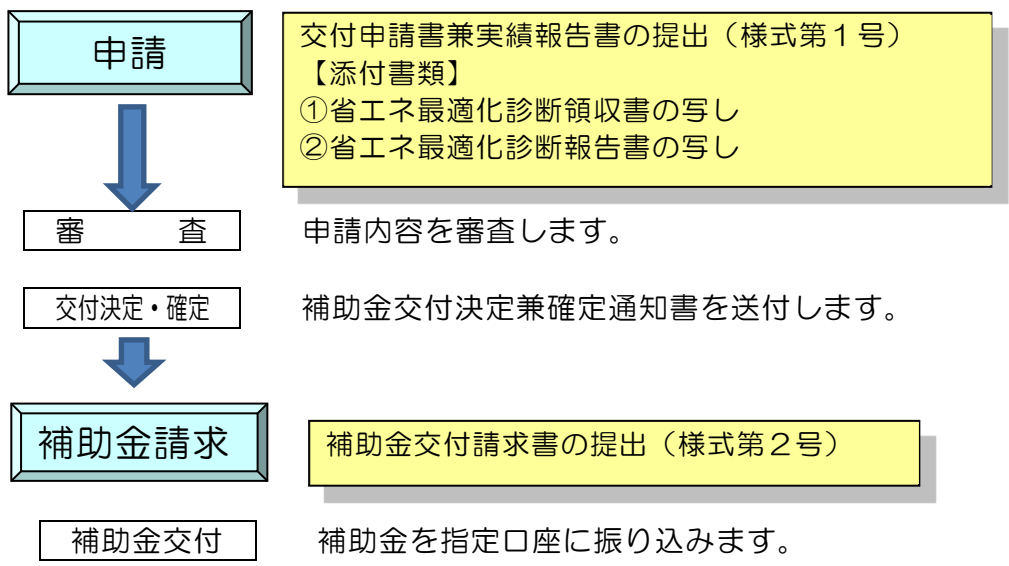 申請
交付申請書兼実績報告書の提出（様式第１号）
【添付書類】
①省エネ最適化診断領収書の写し
②省エネ最適化診断報告書の写し
審　査
申請内容を審査します。
交付決定・確定
補助金交付決定兼確定通知書を送付します。
補助金請求
補助金交付請求書の提出（様式第２号）
補助金交付
補助金を指定口座に振り込みます。